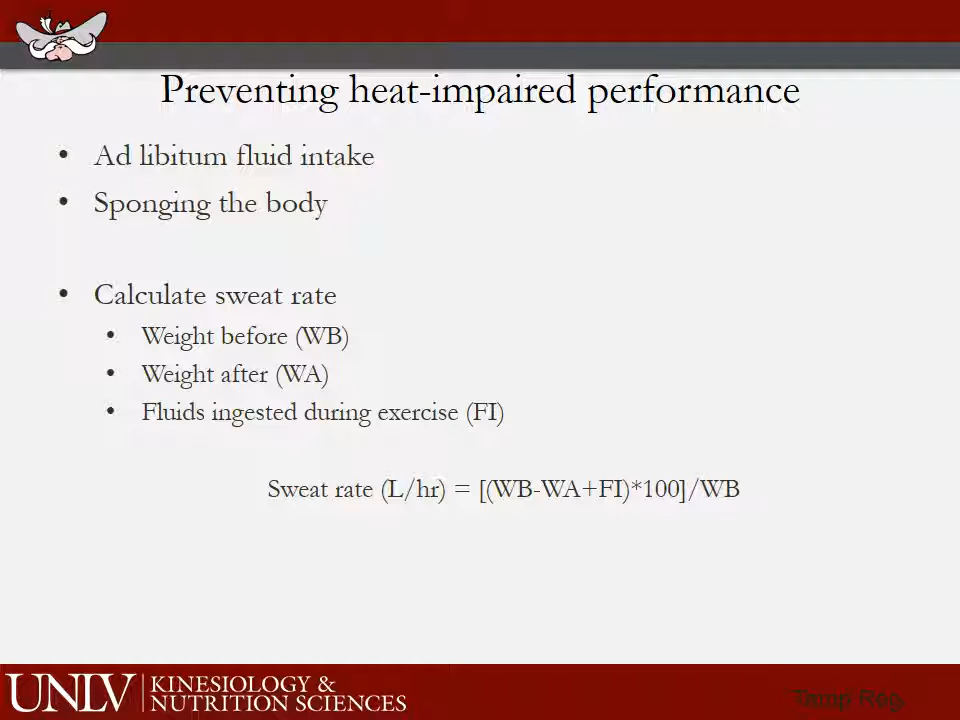 Preventing heat-impaired performance
• Ad libitum fluid intake
• Sponging the body
• Calculate sweat rate
• Weight before (WB)
• Weight after (WA)
• Fluids ingested during exercise (FI)
Sweat rate (L/hr) = [(WB-WA+FI)*100]/WB
UNLV KINESIOLOGY &
NUTRITION SCIENCES
Temp Reg.